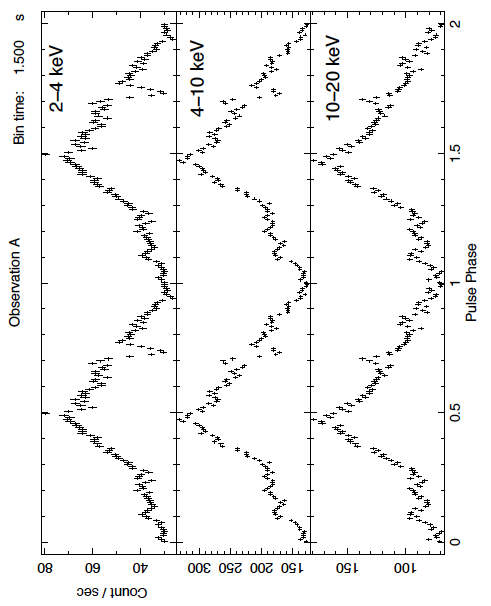 Observation A
Bin time: 1.500 s
2–4 keV
80
60
40
4–10 keV
300
250
200
150
10–20 keV
150
100
Count / sec
0 0.5 1 1.5 2
Pulse Phase